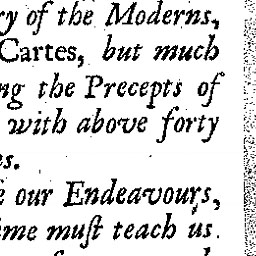 ry of the Moderns,
Cartes, but much
ng the Precepts of
with above forty
es.
e our Endeavours,
ime muſt teach us.